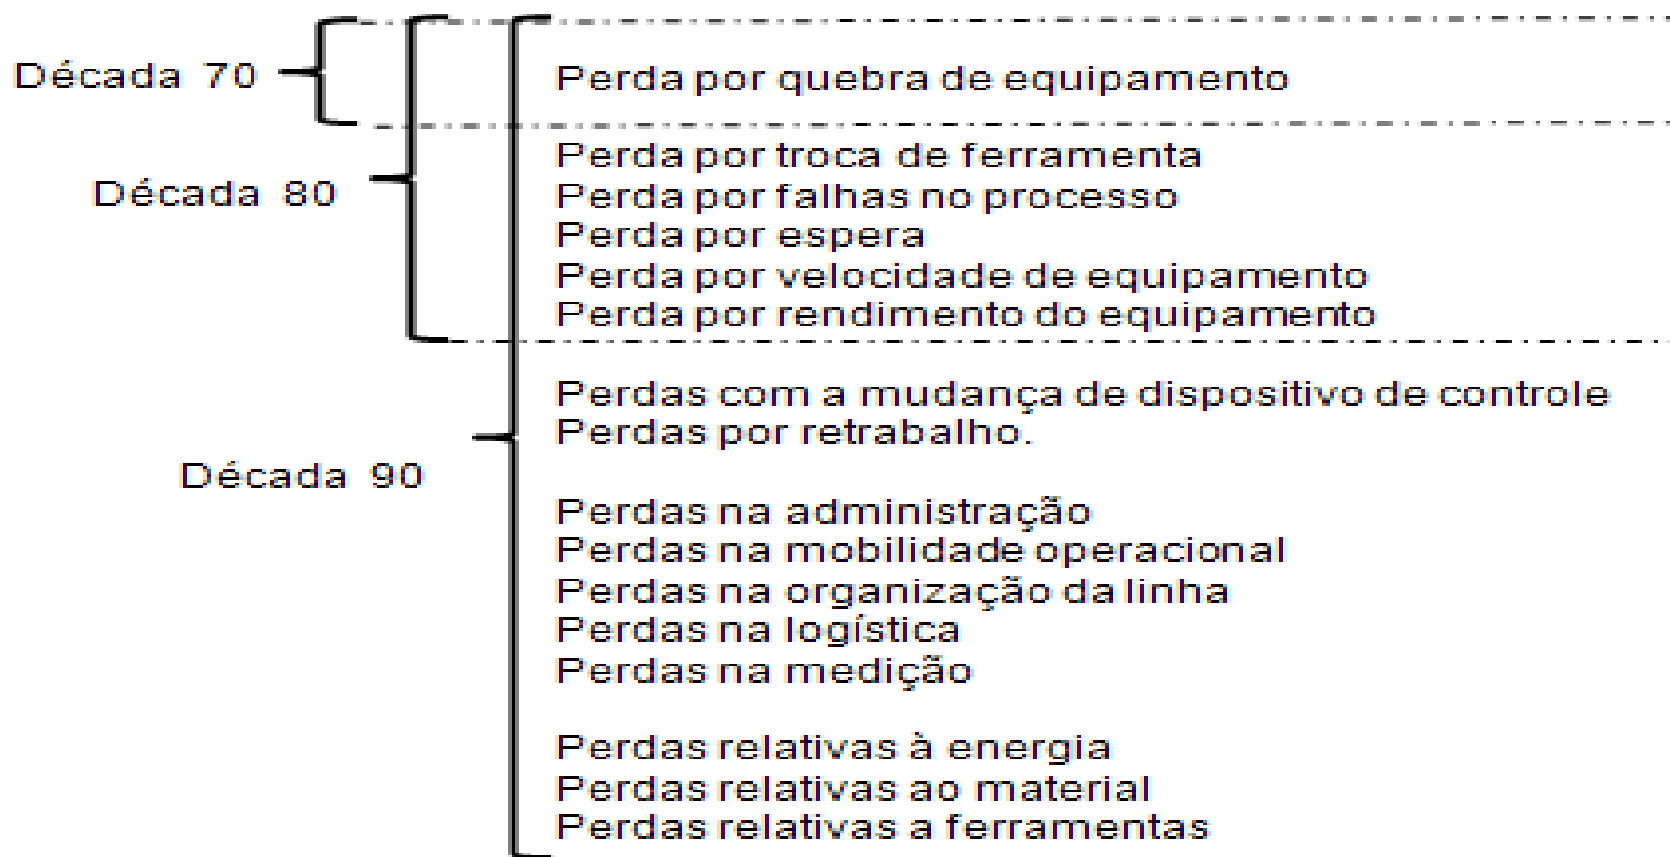 Década 70
Perda por quebra de equipamento
Década 80
Perda por troca de ferramenta
Perda por falhas no processo
Perda por espera
Perda por velocidade de equipamento
Perda por rendimento do equipamento
Década 90
Perdas com a mudança de dispositivo de controle
Perdas por retrabalho.
Perdas na administração
Perdas na mobilidade operacional
Perdas na organização da linha
Perdas na logística
Perdas na medição
Perdas relativas à energia
Perdas relativas ao material
Perdas relativas a ferramentas